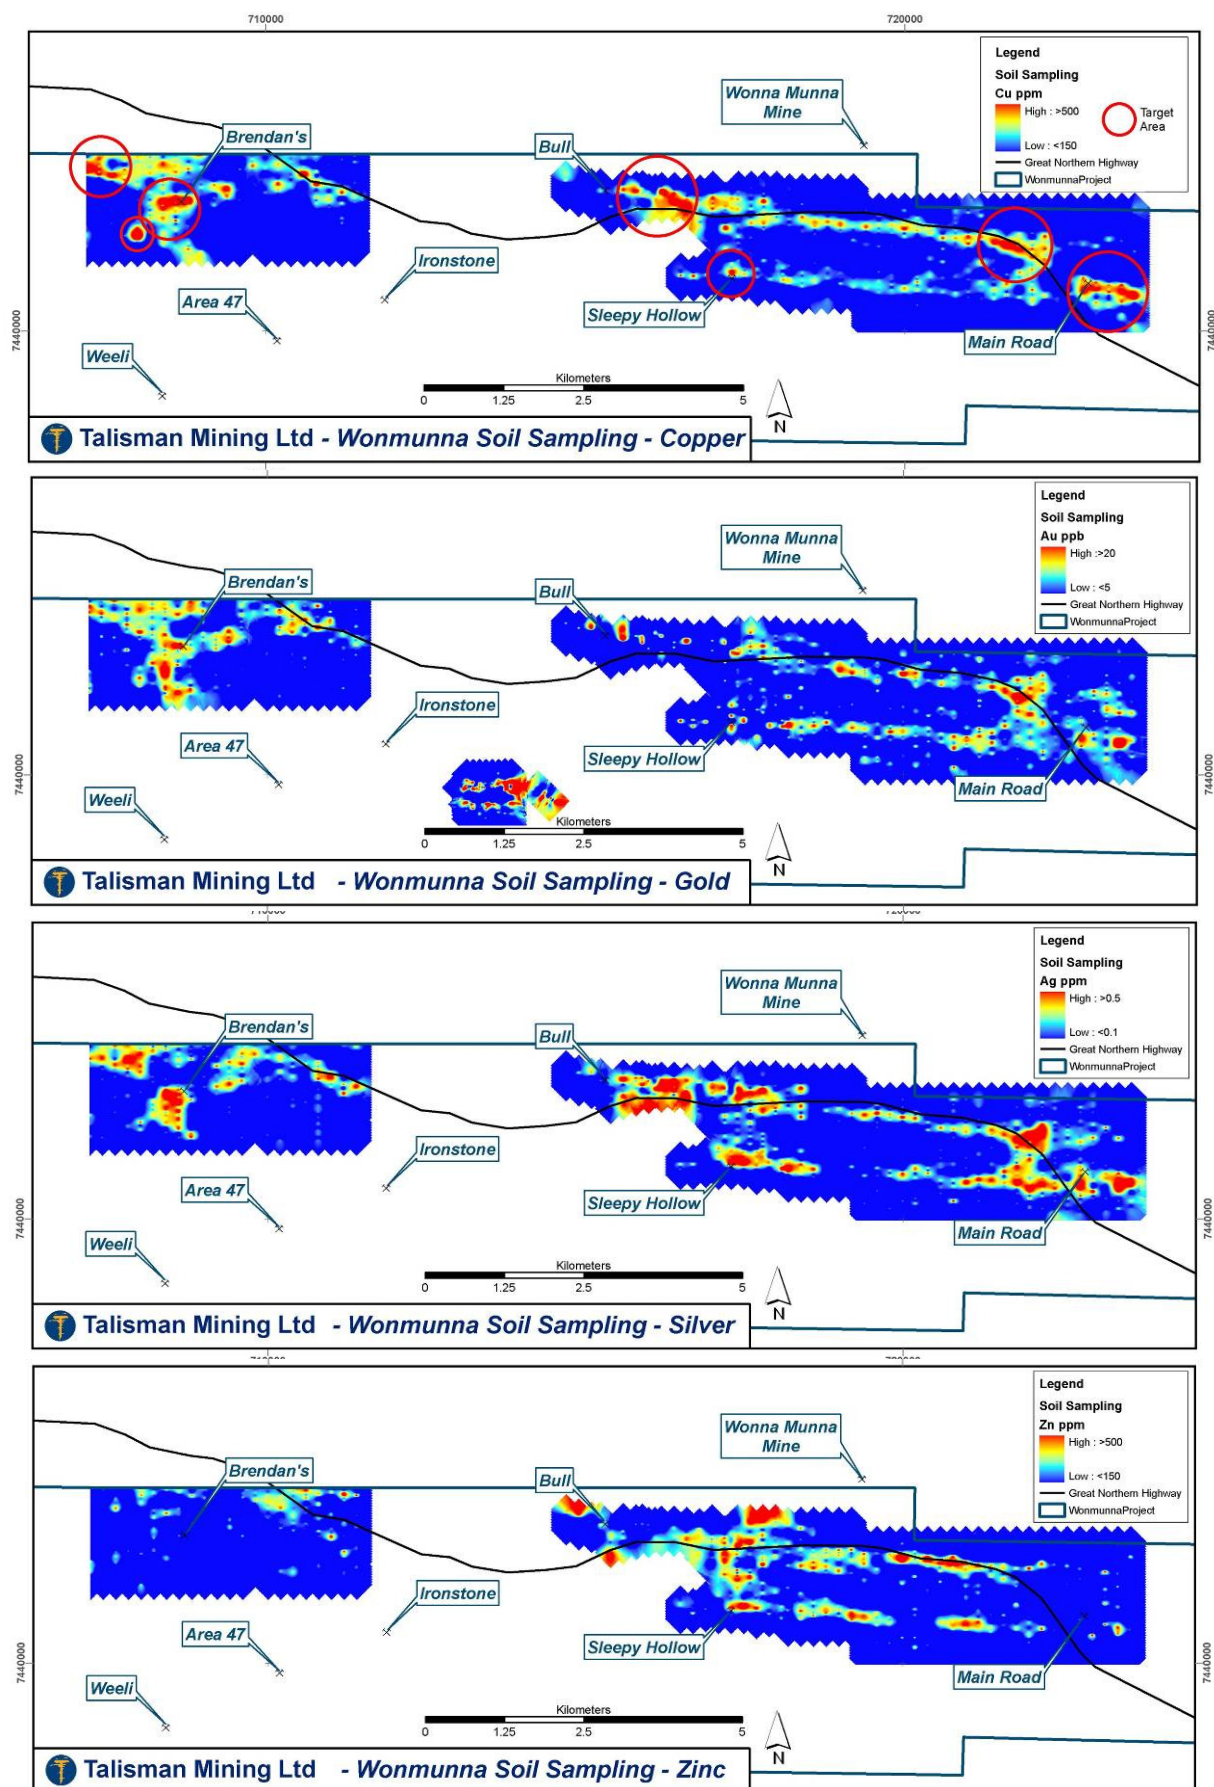 710000
720000
Legend
Soil Sampling
Cu ppm
High : >500
Low : <150
Target
Area
Great Northern Highway
WonmunnaProject
Wonna Munna
Mine
Brendan's
Bull
Ironstone
Area 47
Sleepy Hollow
Main Road
Weeli
7440000
7440000
Kilometers
0
1.25
2.5
5
N
Talisman Mining Ltd - Wonmunna Soil Sampling - Copper
Legend
Soil Sampling
Au ppb
High :>20
Low : <5
Great Northern Highway
WonmunnaProject
Wonna Munna
Mine
Brendan's
Bull
Ironstone
Area 47
Sleepy Hollow
Main Road
Weeli
7440000
7440000
Kilometers
0
1.25
2.5
5
N
Talisman Mining Ltd - Wonmunna Soil Sampling - Gold
Legend
Soil Sampling
Ag ppm
High : >0.5
Low : <0.1
Great Northern Highway
WonmunnaProject
Wonna Munna
Mine
Brendan's
Bull
Ironstone
Area 47
Sleepy Hollow
Main Road
Weeli
7440000
7440000
Kilometers
0
1.25
2.5
5
N
Talisman Mining Ltd - Wonmunna Soil Sampling - Silver
Legend
Soil Sampling
Zn ppm
High : >500
Low : <150
Great Northern Highway
WonmunnaProject
Wonna Munna
Mine
Brendan's
Bull
Ironstone
Area 47
Sleepy Hollow
Main Road
Weeli
7440000
7440000
Kilometers
0
1.25
2.5
5
N
Talisman Mining Ltd - Wonmunna Soil Sampling - Zinc